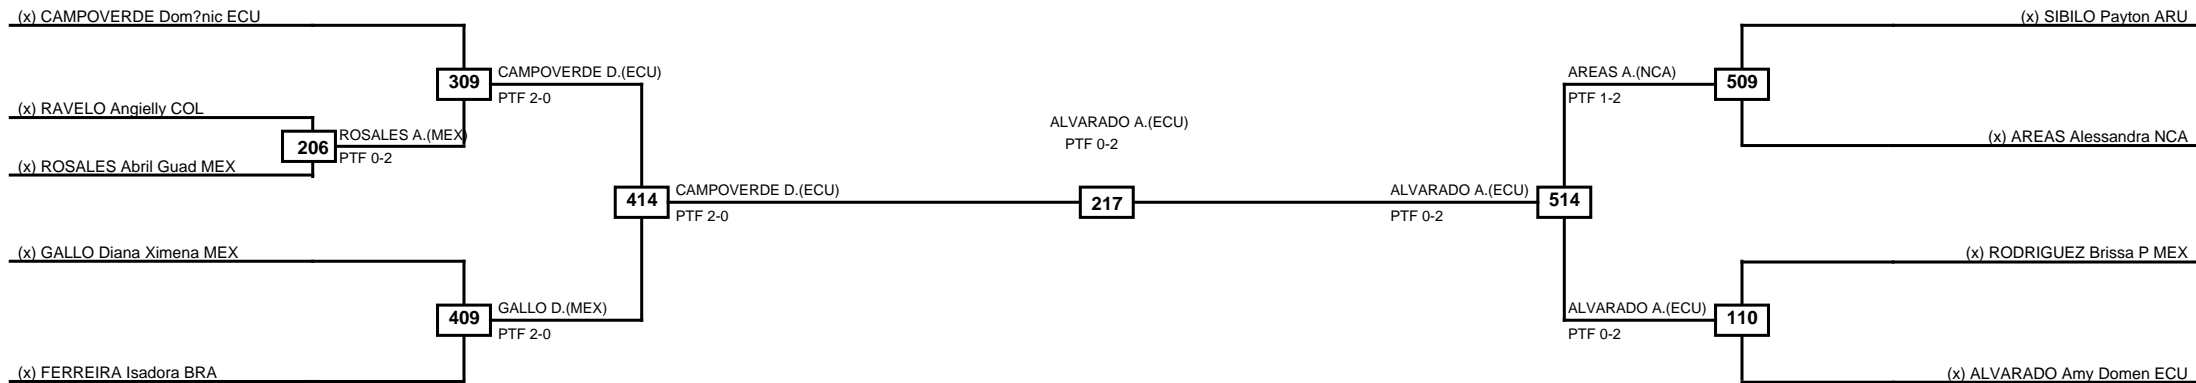 (x) CAMPOVERDE Dom?nic ECU
(x) SIBILO Payton ARU
309
CAMPOVERDE D.(ECU)
PTF 2-0
AREAS A.(NCA)
PTF 1-2
509
(x) RAVELO Angielly COL
206
ROSALES A.(MEX)
PTF 0-2
(x) ROSALES Abril Guad MEX
ALVARADO A.(ECU)
PTF 0-2
(x) AREAS Alessandra NCA
414
CAMPOVERDE D.(ECU)
PTF 2-0
217
ALVARADO A.(ECU)
PTF 0-2
514
(x) GALLO Diana Ximena MEX
(x) RODRIGUEZ Brissa P MEX
409
GALLO D.(MEX)
PTF 2-0
ALVARADO A.(ECU)
PTF 0-2
110
(x) FERREIRA Isadora BRA
(x) ALVARADO Amy Domen ECU